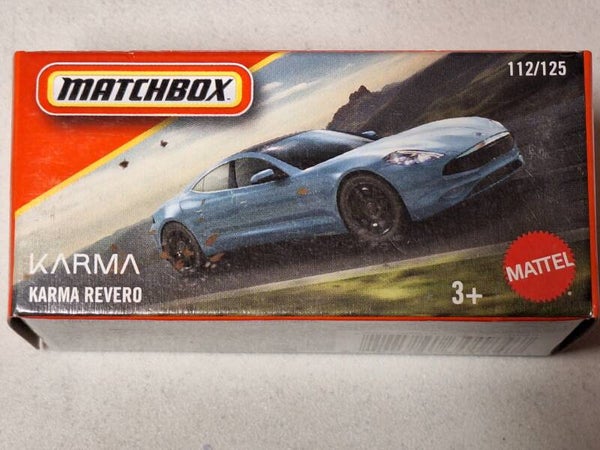 MATCHBOX
112/125
KARMA
KARMA REVERO
3+
MATTEL